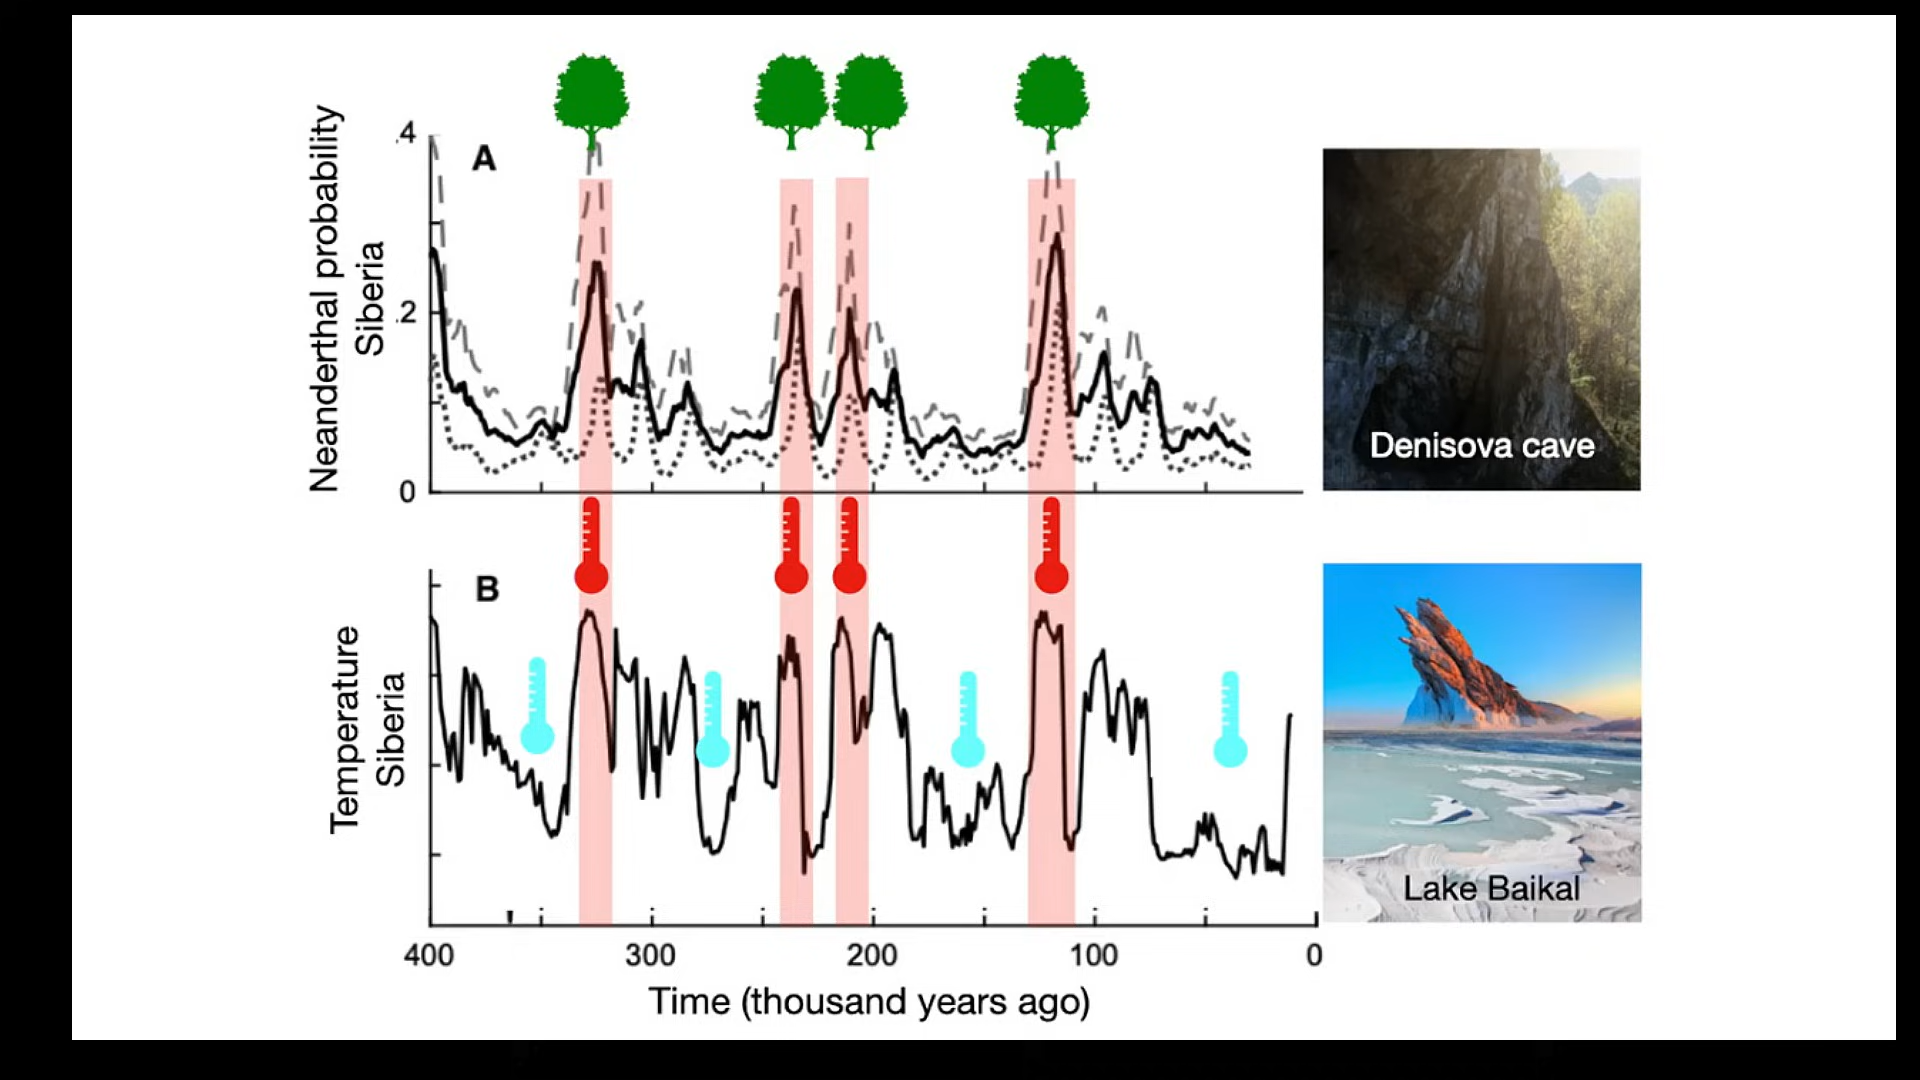 Neanderthal probability
Siberia
.4
.2
0
A
Denisova cave
Temperature
Siberia
B
Lake Baikal
400 300 200 100 0
Time (thousand years ago)